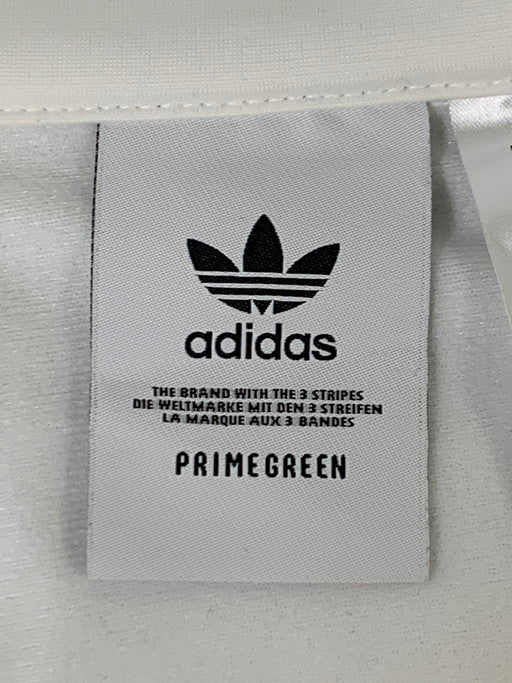 adidas
THE BRAND WITH THE 3 STRIPES
DIE WELTMARKE MIT DEN 3 STREIFEN
LA MARQUE AUX 3 BANDES
PRIMEGREEN